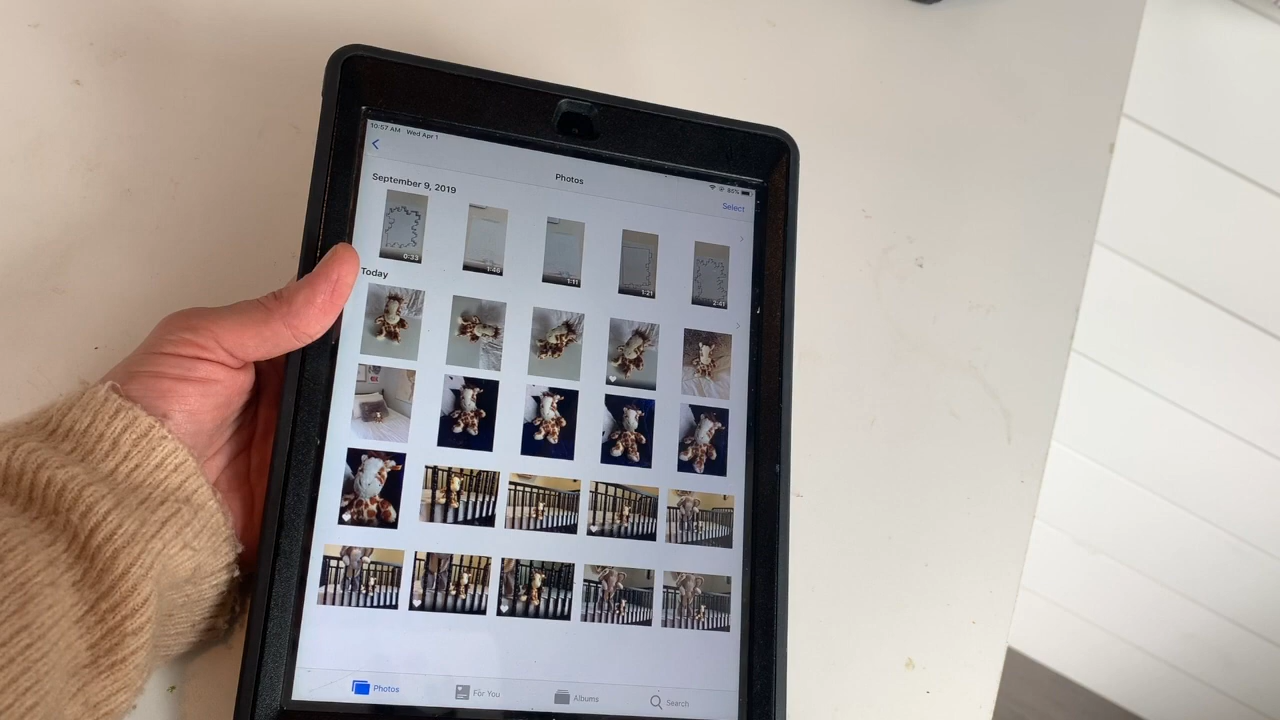 10:57 AM Wed Apr 1
86%
Photos
Select
September 9, 2019
0:33
1:46
1:11
1:21
2:41
Today
Photos
For You
Albums
Search